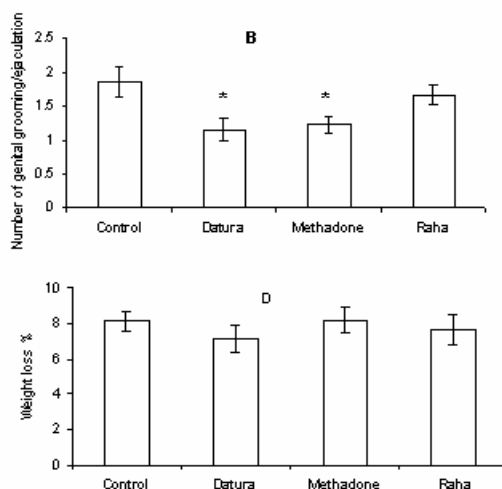 Number of genital grooming/ejaculation
2.5
2
1.5
1
0.5
0
B
*
*
Control
Datura
Methadone
Raha
Weight loss %
10
8
6
4
2
0
D
Control
Datura
Methadone
Raha